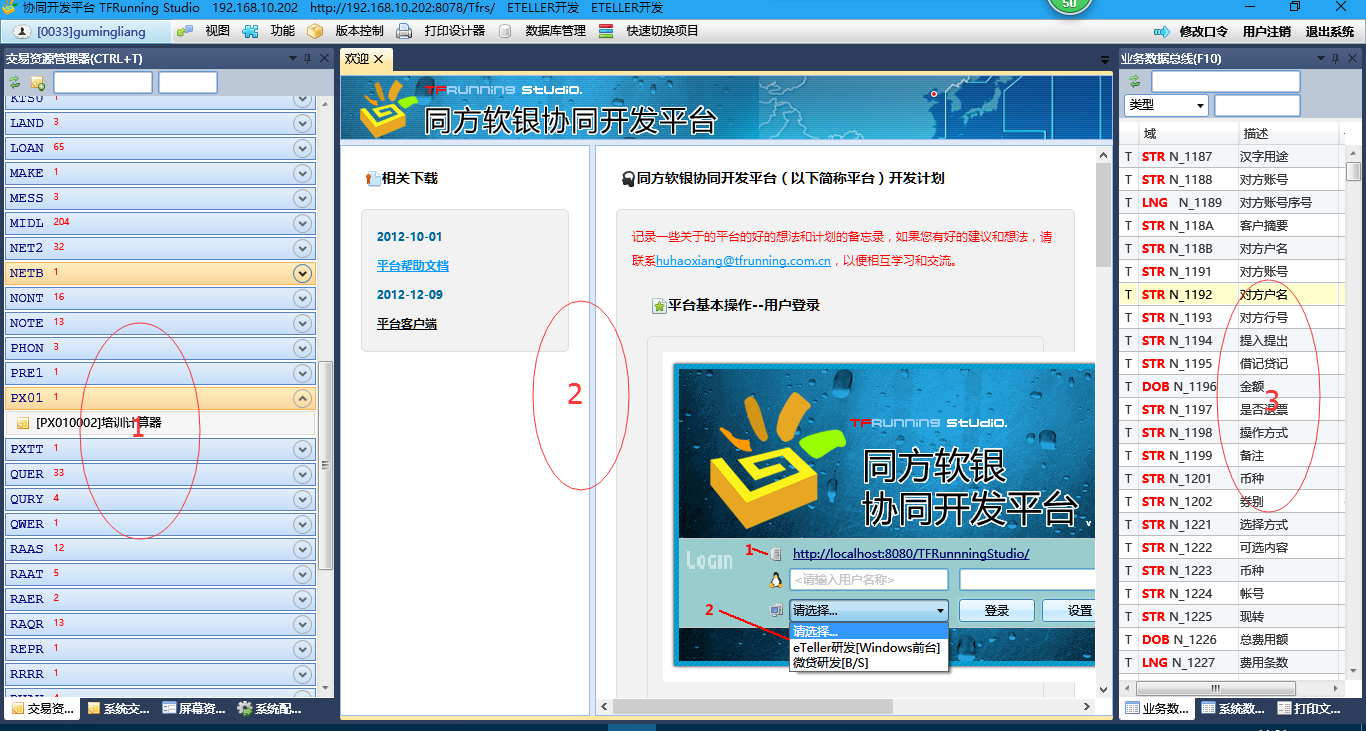 协同开发平台 TFRunning Studio 192.168.10.202 http://192.168.10.202:8078/Tfrs/ ETELLER开发 ETELLER开发
50
[0033]gumingliang 视图 功能 版本控制 打印设计器 数据库管理 快速切换项目 修改口令 用户注销 退出系统
交易资源管理器(CTRL+T)
KTSU 1
LAND 3
LOAN 65
MAKE 1
MESS 3
MIDL 204
NET2 32
NETB 1
NONT 16
NOTE 13
PHON 3
PRE1 1
PX01 1
[PX010002]培训计算器
1
PXTT 1
QUER 33
QURY 4
QWER 1
RAAS 12
RAAT 5
RAER 2
RAQR 13
REPR 1
RRRR 1
交易资... 系统交... 屏幕资... 系统配...
欢迎
TFRUNNING STUDIO.
同方软银协同开发平台
相关下载
2012-10-01
平台帮助文档
2012-12-09
平台客户端
2
同方软银协同开发平台（以下简称平台）开发计划
记录一些关于的平台的好的想法和计划的备忘录，如果您有好的建议和想法，请
联系huhaoxiang@tfrunning.com.cn，以便相互学习和交流。
平台基本操作--用户登录
TFRUNNING STUDIO.
同方软银
协同开发平台
v
Login
1
http://localhost:8080/TFRunnningStudio/
<请输入用户名称>
2
请选择... 登录 设置
请选择...
eTeller研发[Windows前台]
微贷研发[B/S]
业务数据总线(F10)
类型
域 描述
T STR N_1187 汉字用途
T STR N_1188 对方账号
T LNG N_1189 对方账号序号
T STR N_118A 客户摘要
T STR N_118B 对方户名
T STR N_1191 对方账号
T STR N_1192 对方户名
T STR N_1193 对方行号
T STR N_1194 提入提出
T STR N_1195 借记贷记
T DOB N_1196 金额
3
T STR N_1197 是否退票
T STR N_1198 操作方式
T STR N_1199 备注
T STR N_1201 币种
T STR N_1202 券别
T STR N_1221 选择方式
T STR N_1222 可选内容
T STR N_1223 币种
T STR N_1224 帐号
T STR N_1225 现转
T DOB N_1226 总费用额
T LNG N_1227 费用条数
业务数... 系统数... 打印文...